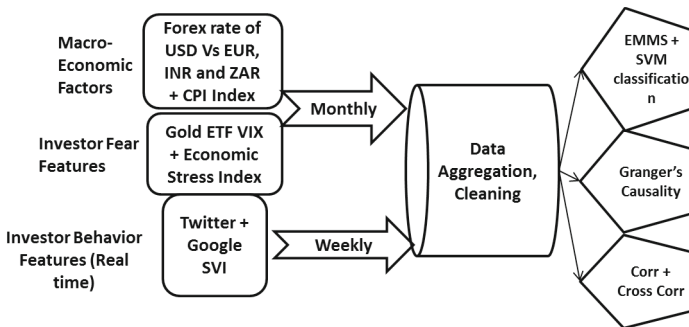 Macro-
Economic
Factors
Forex rate of
USD Vs EUR,
INR and ZAR
+ CPI Index
Monthly
Investor Fear
Features
Gold ETF VIX
+ Economic
Stress Index
Investor Behavior
Features (Real
time)
Twitter +
Google
SVI
Weekly
Data
Aggregation,
Cleaning
EMMS +
SVM
classificatio
n
Granger's
Causality
Corr +
Cross Corr